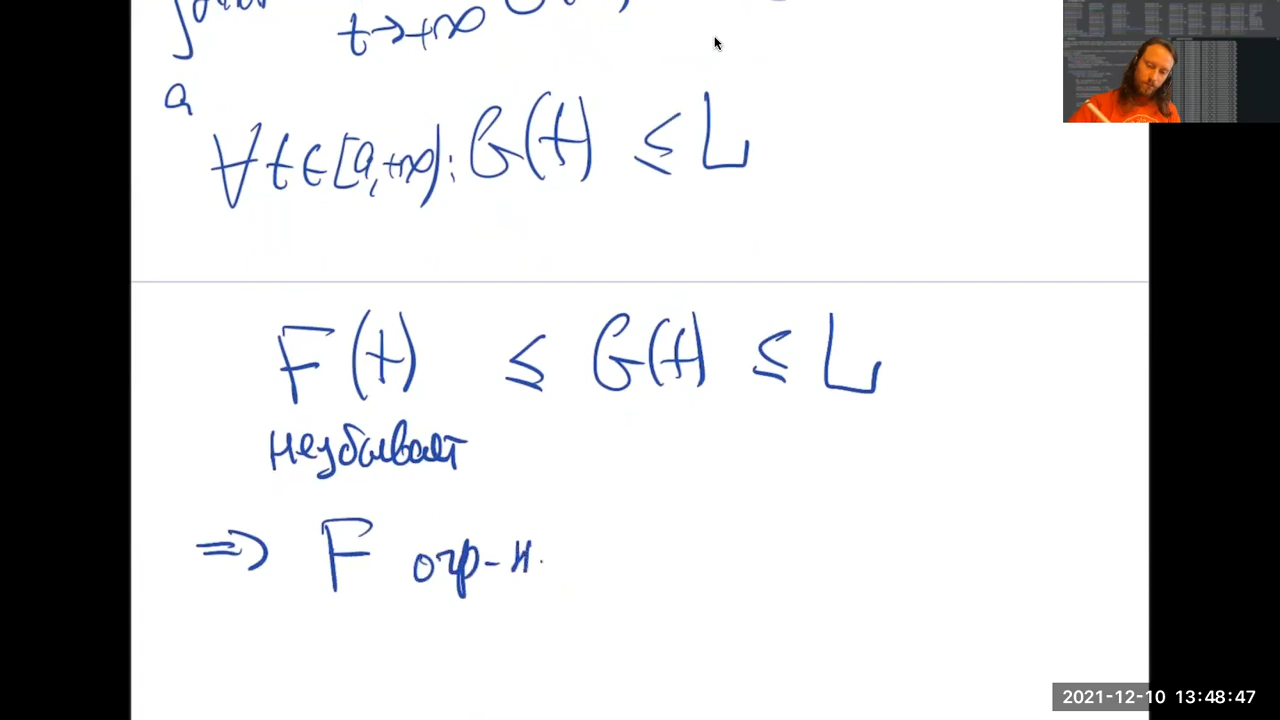 t→+∞
a
∀t∈[a,+∞): G(t) ≤ L
F(t) ≤ G(t) ≤ L
неубывает
⇒ F огр-н.
2021-12-10 13:48:47